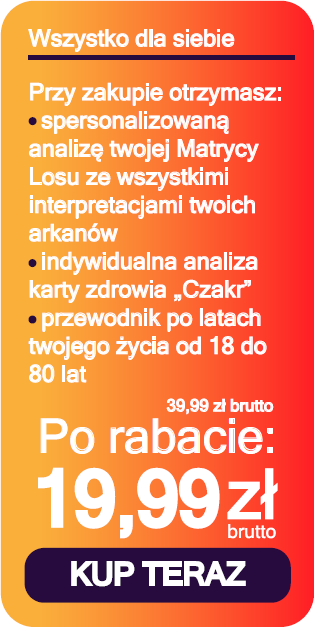 Wszystko dla siebie
Przy zakupie otrzymasz:
• spersonalizowaną
analizę twojej Matrycy
Losu ze wszystkimi
interpretacjami twoich
arkanów
• indywidualna analiza
karty zdrowia „Czakr”
• przewodnik po latach
twojego życia od 18 do
80 lat
39,99 zł brutto
Po rabacie:
19,99 zł
brutto
KUP TERAZ